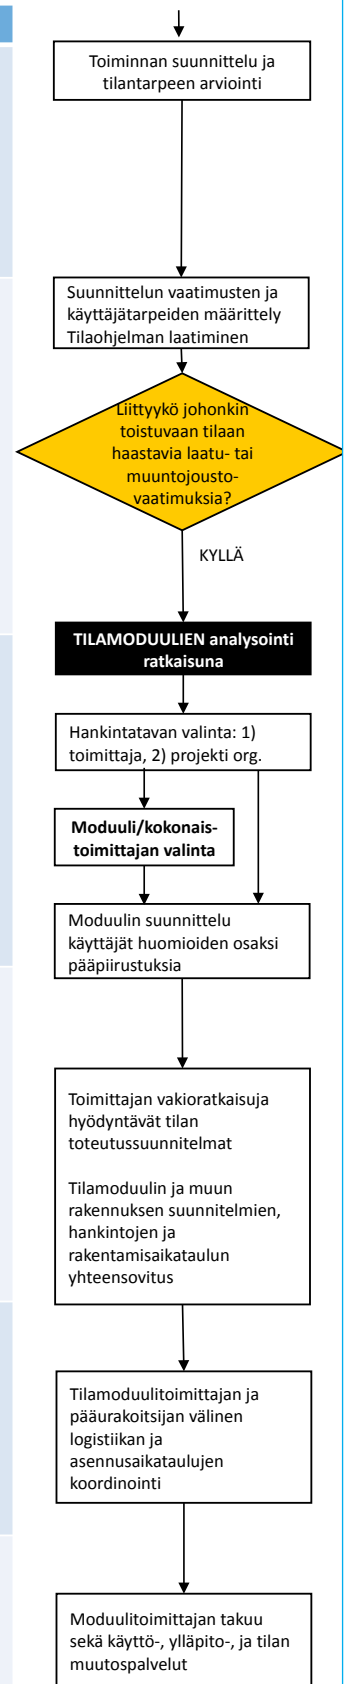 Toiminnan suunnittelu ja
tilantarpeen arviointi
Suunnittelun vaatimusten ja
käyttäjätarpeiden määrittely
Tilaohjelman laatiminen
Liittyykö johonkin
toistuvaan tilaan
haastavia laatu- tai
muuntojousto-
vaatimuksia?
KYLLÄ
TILAMODUULIEN analysointi
ratkaisuna
Hankintatavan valinta: 1)
toimittaja, 2) projekti org.
Moduuli/kokonais-
toimittajan valinta
Moduulin suunnittelu
käyttäjät huomioiden osaksi
pääpiirustuksia
Toimittajan vakioratkaisuja
hyödyntävät tilan
toteutussuunnitelmat
Tilamoduulin ja muun
rakennuksen suunnitelmien,
hankintojen ja
rakentamisaikataulun
yhteensovitus
Tilamoduulitoimittajan ja
pääurakoitsijan välinen
logistiikan ja
asennusaikataulujen
koordinointi
Moduulitoimittajan takuu
sekä käyttö-, ylläpito-, ja tilan
muutospalvelut